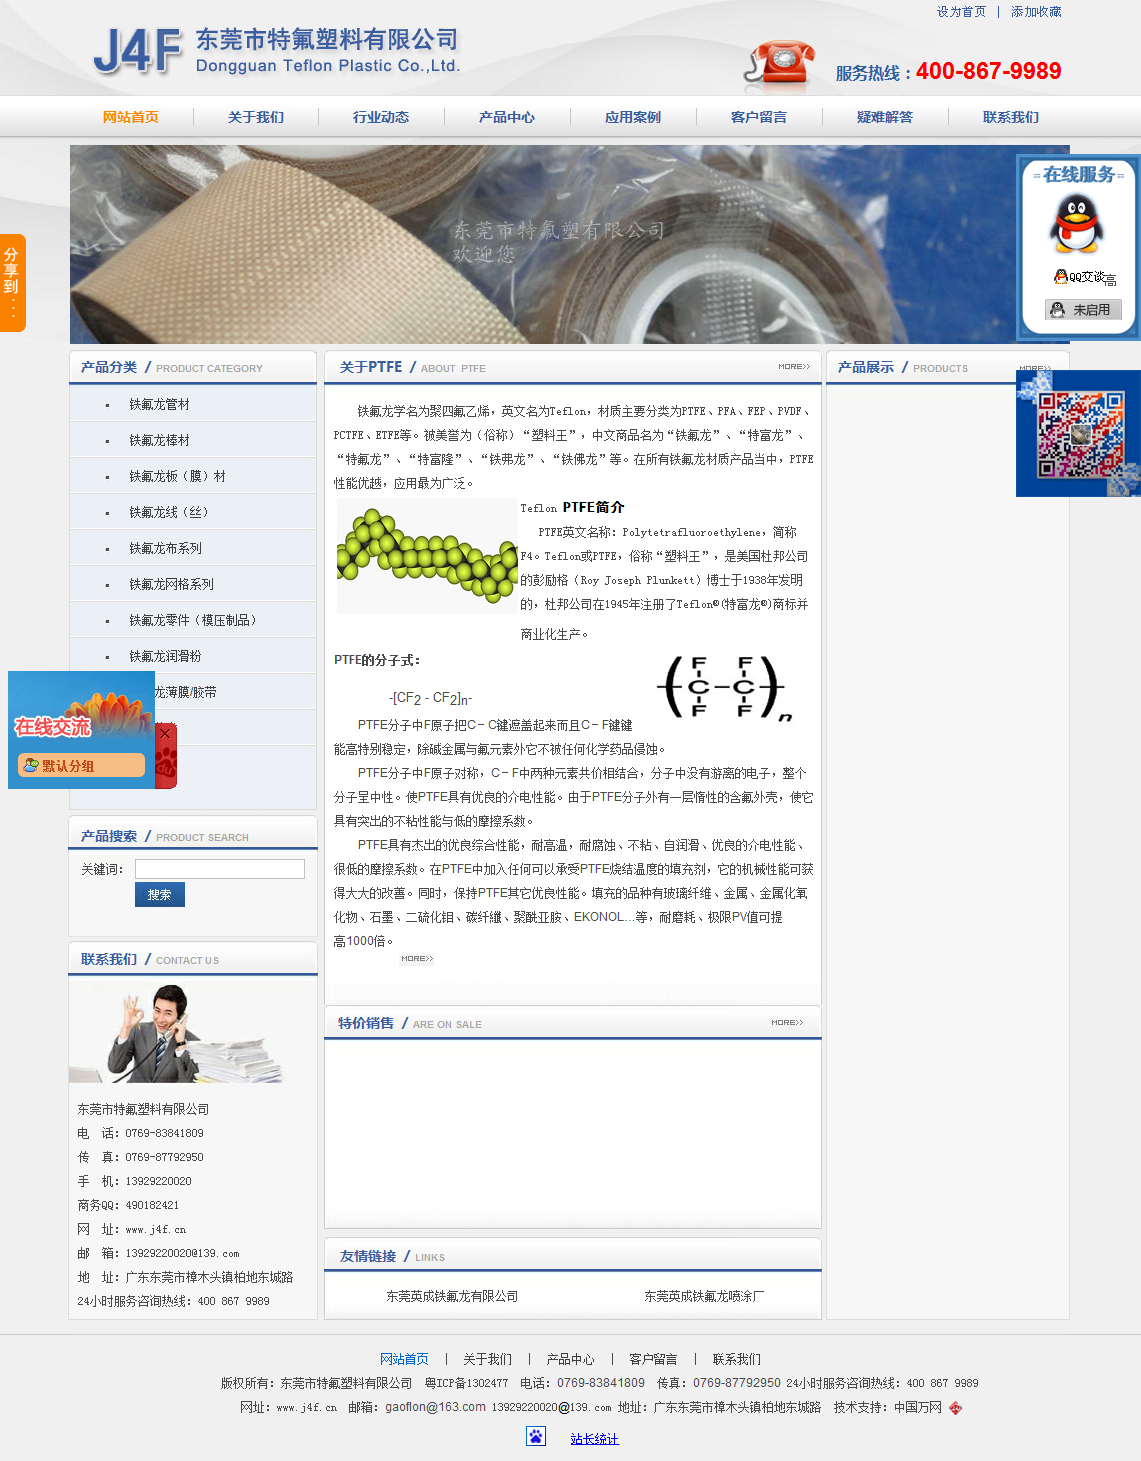 设为首页 | 添加收藏
J4F 东莞市特氟塑料有限公司
Dongguan Teflon Plastic Co.,Ltd.
服务热线：400-867-9989
网站首页 关于我们 行业动态 产品中心 应用案例 客户留言 疑难解答 联系我们
东莞市特氟塑有限公司
欢迎您
分享到
在线服务
QQ交谈高
未启用
产品分类 / PRODUCT CATEGORY
铁氟龙管材
铁氟龙棒材
铁氟龙板（膜）材
铁氟龙线（丝）
铁氟龙布系列
铁氟龙网格系列
铁氟龙零件（模压制品）
铁氟龙润滑粉
龙薄膜/胶带
在线交流
默认分组
du
产品搜索 / PRODUCT SEARCH
关键词：
搜索
联系我们 / CONTACT US
东莞市特氟塑料有限公司
电 话：0769-83841809
传 真：0769-87792950
手 机：13929220020
商务QQ：490182421
网 址：www.j4f.cn
邮 箱：13929220020@139.com
地 址：广东东莞市樟木头镇柏地东城路
24小时服务咨询热线：400 867 9989
关于PTFE / ABOUT PTFE MORE>>
铁氟龙学名为聚四氟乙烯，英文名为Teflon，材质主要分类为PTFE、PFA、FEP、PVDF、
PCTFE、ETFE等。被美誉为（俗称）“塑料王”，中文商品名为“铁氟龙”、“特富龙”、
“特氟龙”、“特富隆”、“铁弗龙”、“铁佛龙”等。在所有铁氟龙材质产品当中，PTFE
性能优越，应用最为广泛。
Teflon PTFE简介
PTFE英文名称：Polytetrafluoroethylene，简称
F4。Teflon或PTFE，俗称“塑料王”，是美国杜邦公司
的彭励格（Roy Joseph Plunkett）博士于1938年发明
的，杜邦公司在1945年注册了Teflon®(特富龙®)商标并
商业化生产。
PTFE的分子式：
-[CF2 - CF2]n-
F F
C C
F F
n
PTFE分子中F原子把C－C键遮盖起来而且C－F键键
能高特别稳定，除碱金属与氟元素外它不被任何化学药品侵蚀。
PTFE分子中F原子对称，C－F中两种元素共价相结合，分子中没有游离的电子，整个
分子呈中性。使PTFE具有优良的介电性能。由于PTFE分子外有一层惰性的含氟外壳，使它
具有突出的不粘性能与低的摩擦系数。
PTFE具有杰出的优良综合性能，耐高温，耐腐蚀、不粘、自润滑、优良的介电性能、
很低的摩擦系数。在PTFE中加入任何可以承受PTFE烧结温度的填充剂，它的机械性能可获
得大大的改善。同时，保持PTFE其它优良性能。填充的品种有玻璃纤维、金属、金属化氧
化物、石墨、二硫化钼、碳纤纖、聚酰亚胺、EKONOL...等，耐磨耗、极限PV值可提
高1000倍。
MORE>>
特价销售 / ARE ON SALE MORE>>
友情链接 / LINKS
东莞英成铁氟龙有限公司 东莞英成铁氟龙喷涂厂
产品展示 / PRODUCTS MORE>>
网站首页 | 关于我们 | 产品中心 | 客户留言 | 联系我们
版权所有：东莞市特氟塑料有限公司 粤ICP备1302477 电话：0769-83841809 传真：0769-87792950 24小时服务咨询热线：400 867 9989
网址：www.j4f.cn 邮箱：gaoflon@163.com 13929220020@139.com 地址：广东东莞市樟木头镇柏地东城路 技术支持：中国万网
站长统计